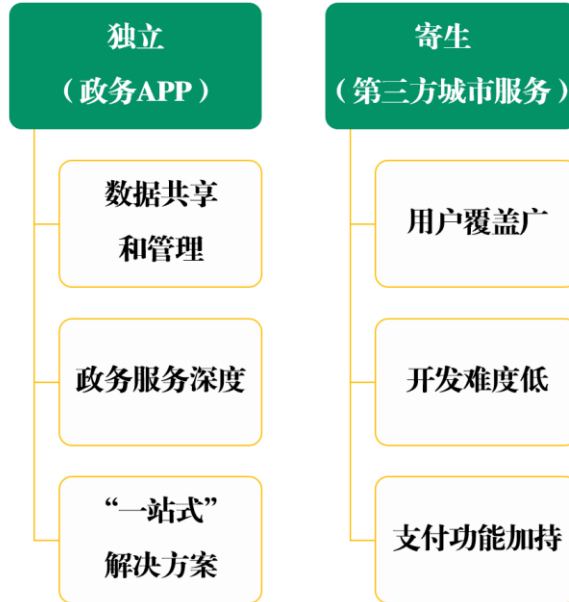 独立
（政务APP）
数据共享
和管理
政务服务深度
“一站式”
解决方案
寄生
（第三方城市服务）
用户覆盖广
开发难度低
支付功能加持